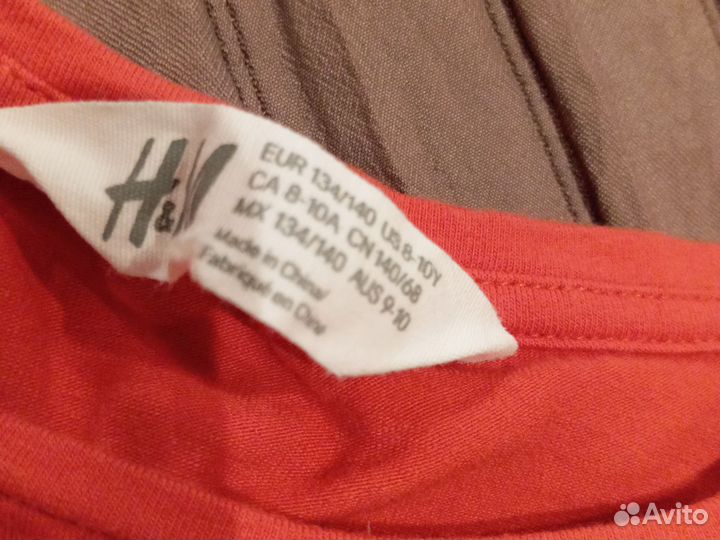 H&M
EUR 134/140 US 8-10Y
CA 8-10A CN 140/68
MX 134/140 AUS 9-10
Made in China/
Fabriqué en Chine
Avito